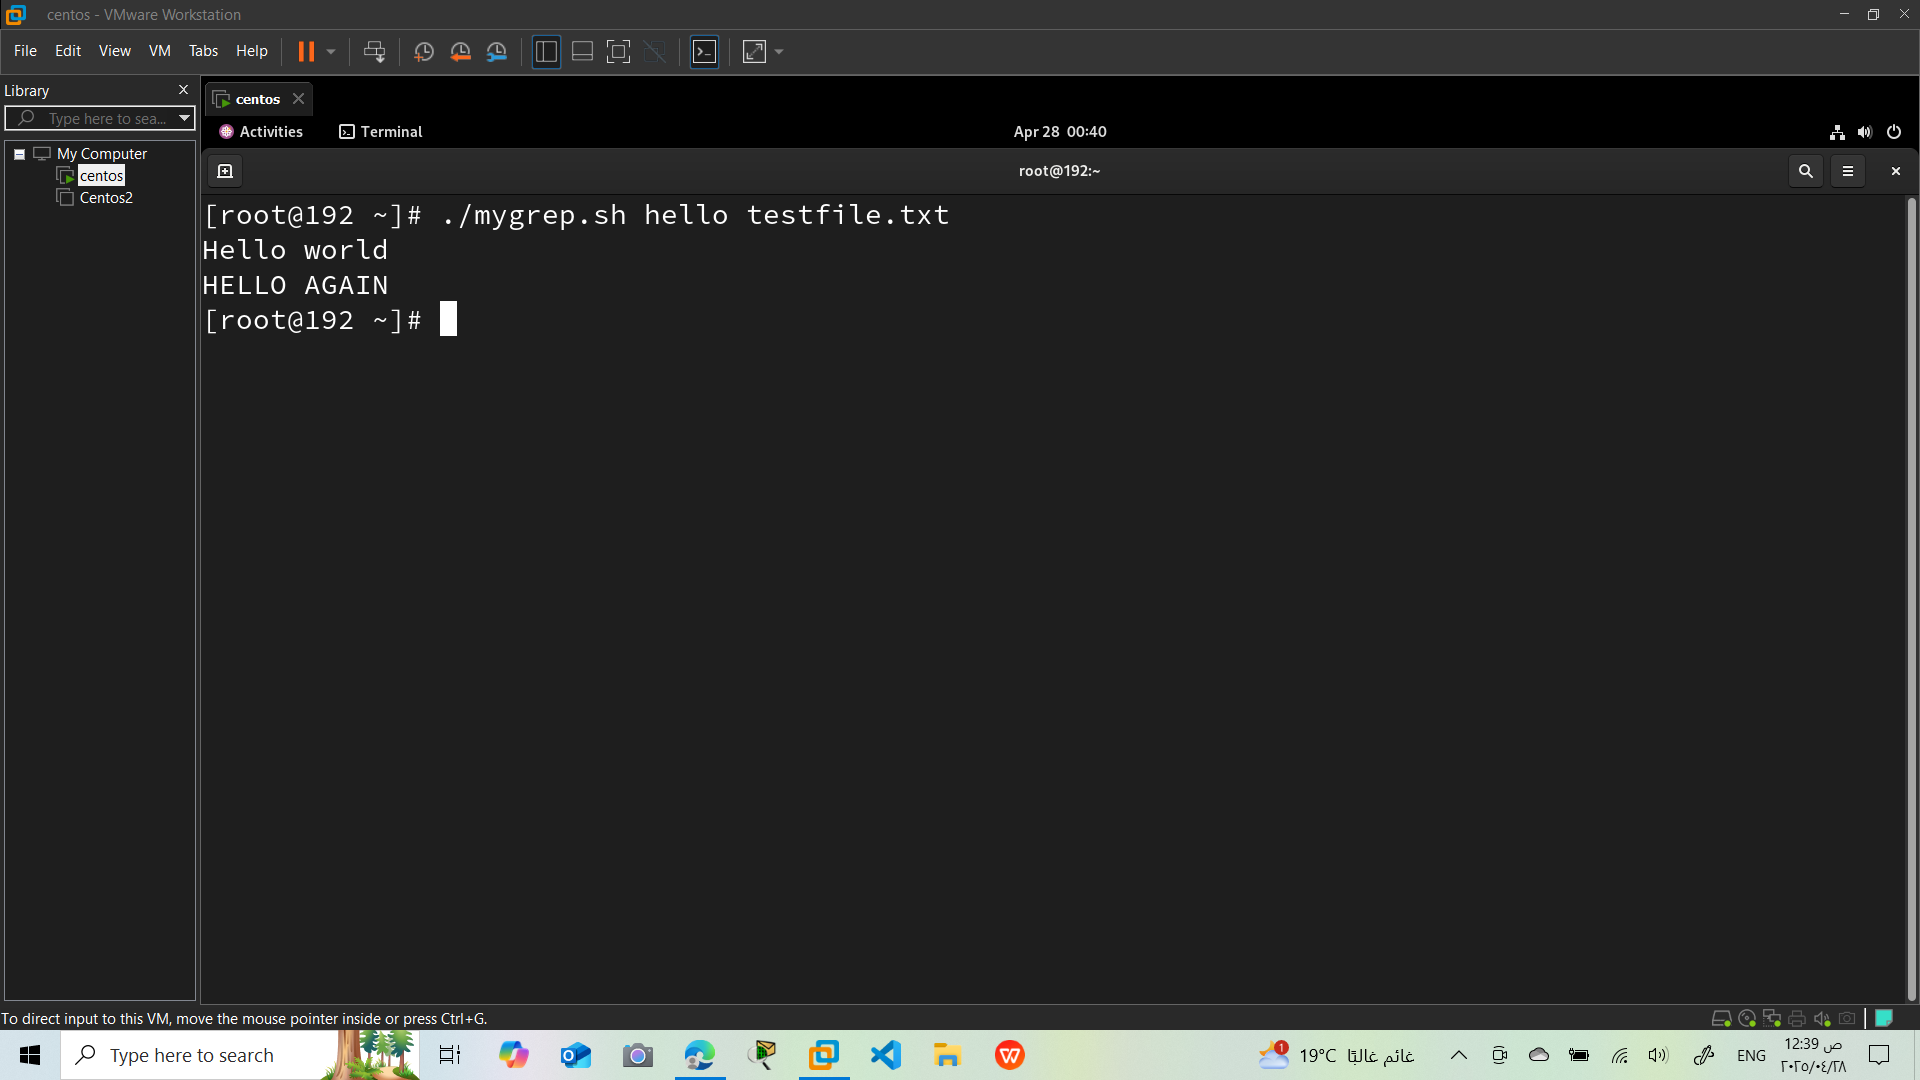 centos - VMware Workstation
File Edit View VM Tabs Help
Library
Type here to sea...
My Computer
centos
Centos2
centos
Activities Terminal Apr 28 00:40
root@192:~
[root@192 ~]# ./mygrep.sh hello testfile.txt
Hello world
HELLO AGAIN
[root@192 ~]#
To direct input to this VM, move the mouse pointer inside or press Ctrl+G.
Type here to search
1
19°C غائم غالبًا
ENG
12:39 ص
٢٠٢٥/٠٤/٢٨